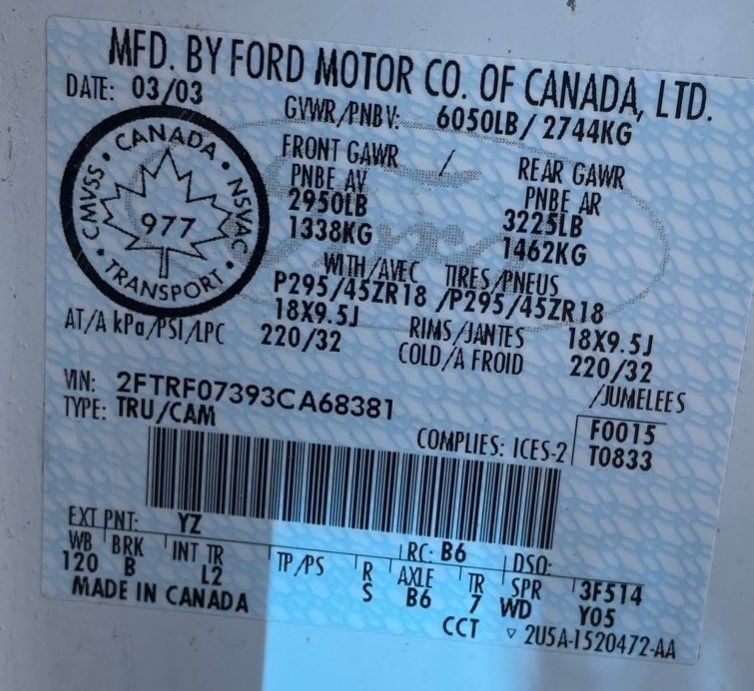 MFD. BY FORD MOTOR CO. OF CANADA, LTD.
DATE: 03/03
GVWR/PNBV: 6050LB/2744KG
FRONT GAWR / REAR GAWR
PNBE AV PNBE AR
2950LB 3225LB
1338KG 1462KG
CANADA
CMVSS NSVAC
977
TRANSPORT
WITH/AVEC TIRES/PNEUS
P295/45ZR18 /P295/45ZR18
18X9.5J RIMS/JANTES 18X9.5J
AT/A kPa/PSI/LPC 220/32 COLD/A FROID 220/32
/JUMELEES
VIN: 2FTRF07393CA68381
TYPE: TRU/CAM
COMPLIES: ICES-2 F0015
T0833
EXT PNT: YZ RC: B6 DSO:
WB BRK INT TR TP/PS R AXLE TR SPR 3F514
120 B L2 S B6 7 WD Y05
MADE IN CANADA
CCT ▿ 2U5A-1520472-AA